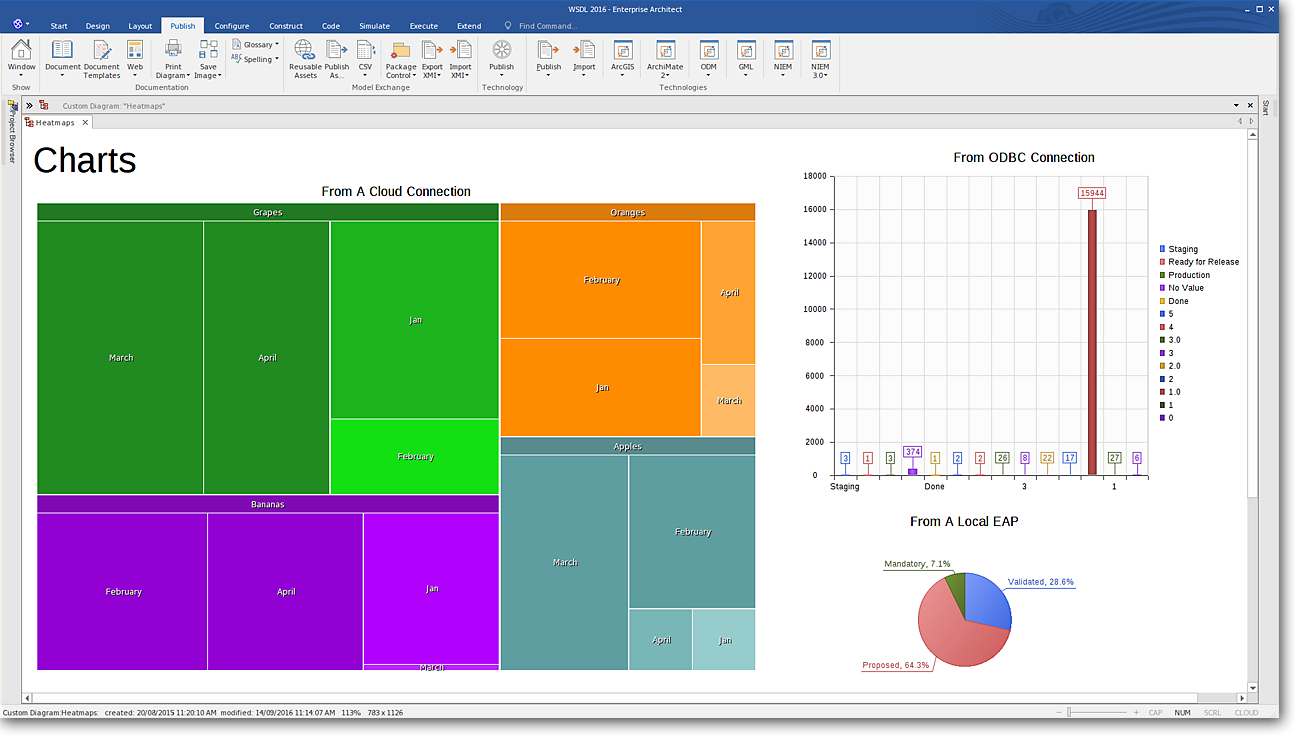 WSDL 2016 - Enterprise Architect
Start Design Layout Publish Configure Construct Code Simulate Execute Extend Find Command...
Window Document Document Templates Web Print Diagram Save Image Glossary Spelling Reusable Assets Publish As... CSV Package Control Export XMI Import XMI Publish Publish Import ArcGIS ArchiMate 2 ODM GML NIEM NIEM 3.0
Show Documentation Model Exchange Technology Technologies
Project Browser
Custom Diagram: "Heatmaps"
Start
Heatmaps
Charts
From A Cloud Connection
Grapes
March
April
Jan
February
Oranges
February
April
Jan
March
Bananas
February
April
Jan
March
Apples
March
February
April
Jan
From ODBC Connection
18000
16000
14000
12000
10000
8000
6000
4000
2000
0
3 1 3 374 1 2 2 26 8 22 17 15944 27 6
Staging Done 3 1
Staging
Ready for Release
Production
No Value
Done
5
4
3.0
3
2.0
2
1.0
1
0
From A Local EAP
Mandatory, 7.1%
Validated, 28.6%
Proposed, 64.3%
Custom Diagram:Heatmaps: created: 20/08/2015 11:20:10 AM modified: 14/09/2016 11:14:07 AM 113% 783 x 1126
CAP NUM SCRL CLOUD